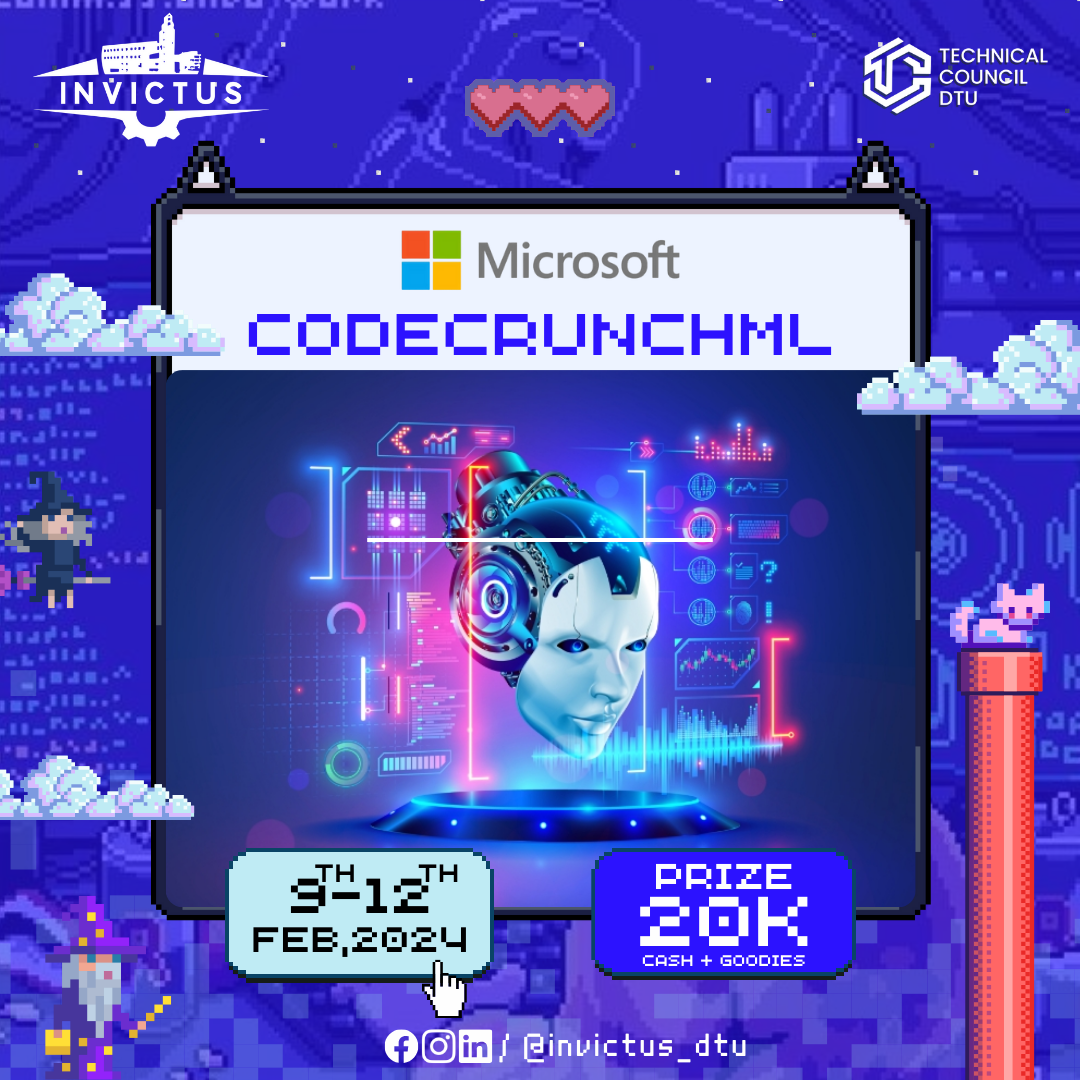 INVICTUS
TECHNICAL
COUNCIL
DTU
Microsoft
CODECRUNCHML
9TH-12TH
FEB,2024
PRIZE
20K
CASH + GOODIES
/ @invictus_dtu